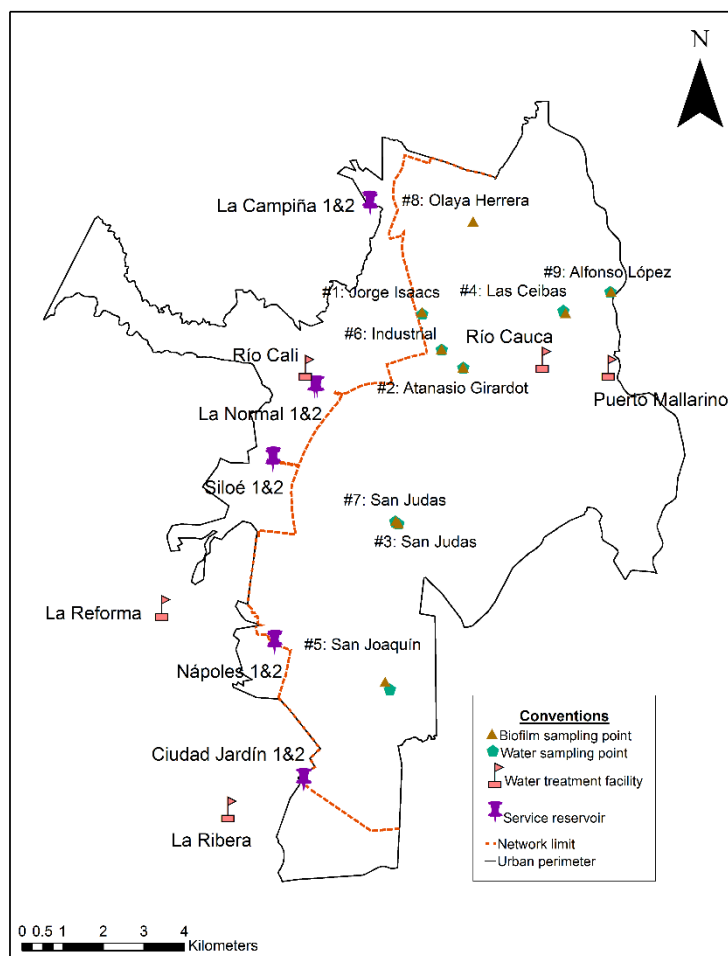 N
La Campiña 1&2
#8: Olaya Herrera
#9: Alfonso López
#1: Jorge Isaacs
#4: Las Ceibas
#6: Industrial
Río Cauca
Río Cali
#2: Atanasio Girardot
Puerto Mallarino
La Normal 1&2
Siloé 1&2
#7: San Judas
#3: San Judas
La Reforma
#5: San Joaquín
Nápoles 1&2
Ciudad Jardín 1&2
La Ribera
Conventions
Biofilm sampling point
Water sampling point
Water treatment facility
Service reservoir
Network limit
Urban perimeter
0 0.5 1 2 3 4
Kilometers